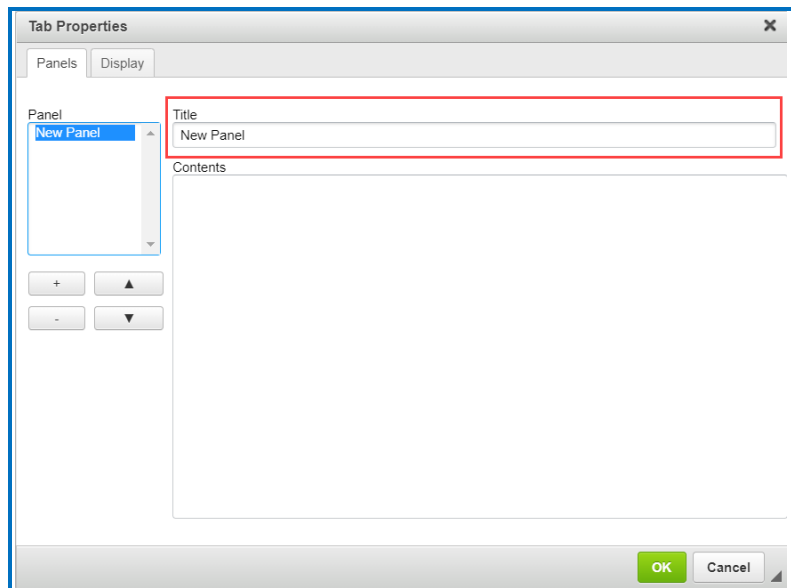 Tab Properties
Panels
Display
Panel
New Panel
+
▲
-
▼
Title
New Panel
Contents
OK
Cancel